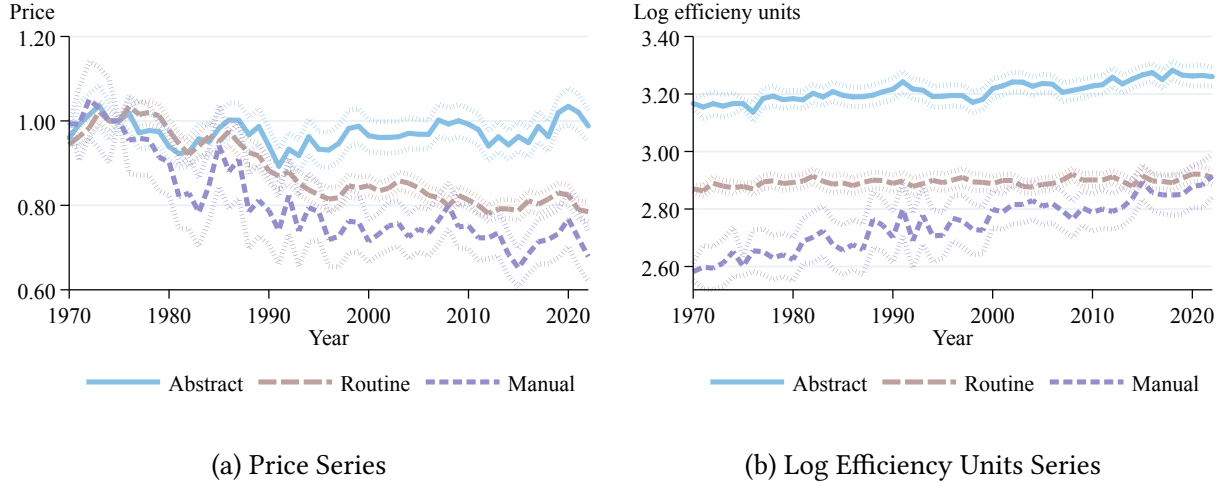 Price
1.20
1.00
0.80
0.60
1970 1980 1990 2000 2010 2020
Year
Abstract Routine Manual
(a) Price Series
Log efficieny units
3.40
3.20
3.00
2.80
2.60
1970 1980 1990 2000 2010 2020
Year
Abstract Routine Manual
(b) Log Efficiency Units Series